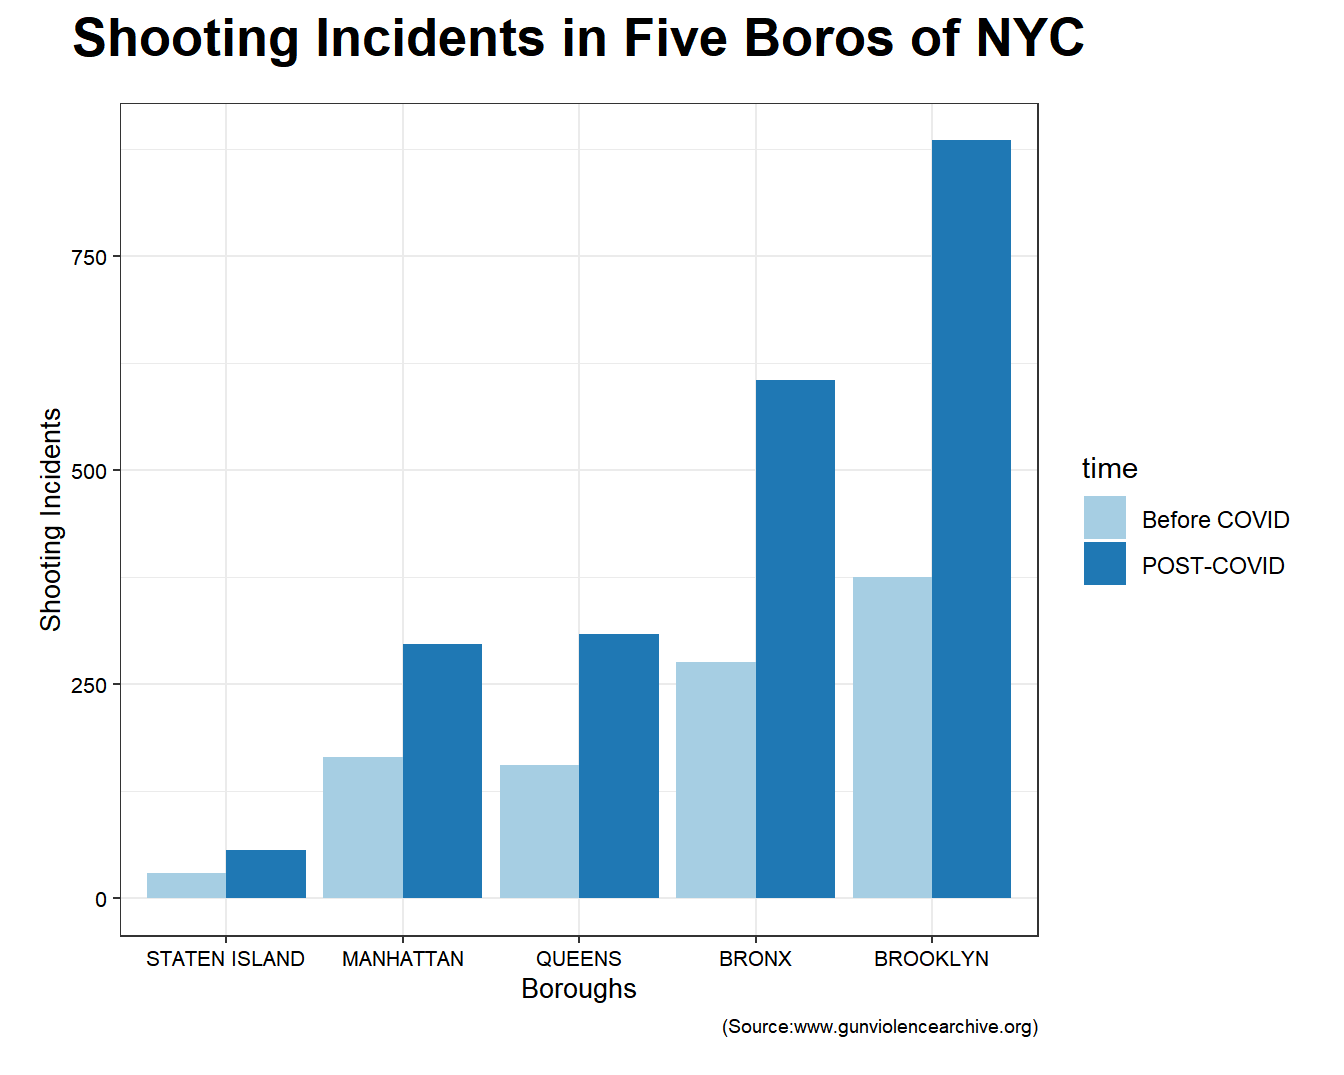 Shooting Incidents in Five Boros of NYC
750
500
250
0
Shooting Incidents
STATEN ISLAND
MANHATTAN
QUEENS
BRONX
BROOKLYN
Boroughs
(Source:www.gunviolencearchive.org)
time
Before COVID
POST-COVID